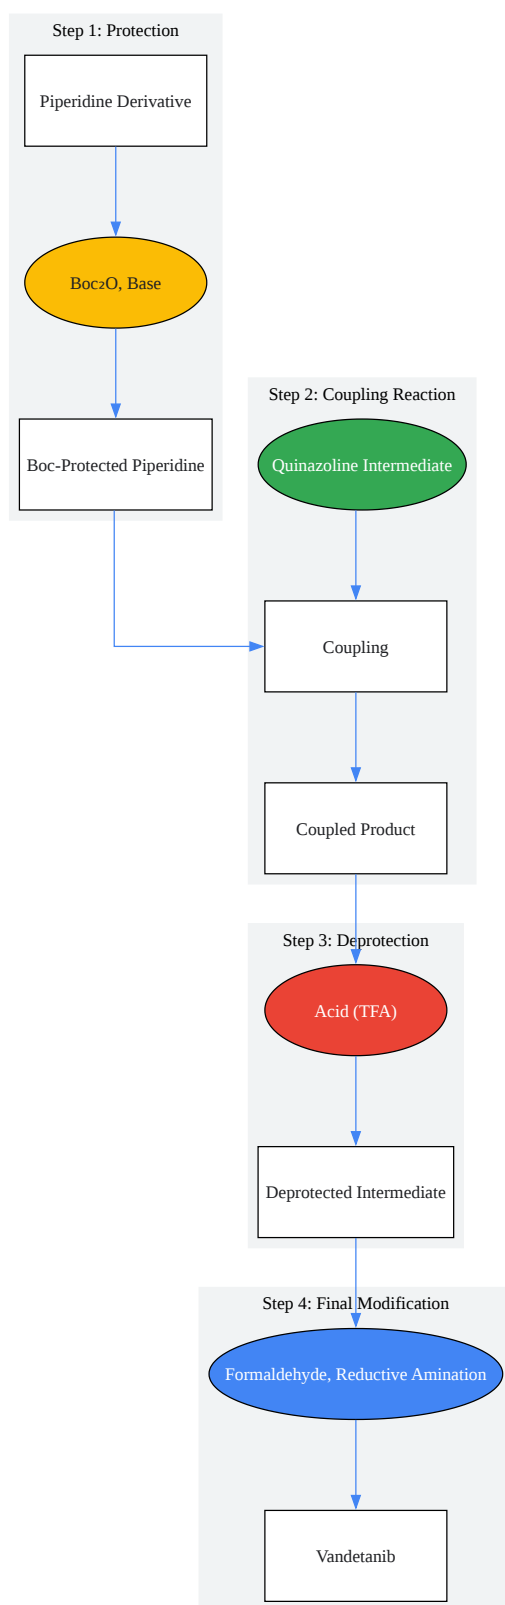 Step 1: Protection
Piperidine Derivative
Boc₂O, Base
Boc-Protected Piperidine
Step 2: Coupling Reaction
Quinazoline Intermediate
Coupling
Coupled Product
Step 3: Deprotection
Acid (TFA)
Deprotected Intermediate
Step 4: Final Modification
Formaldehyde, Reductive Amination
Vandetanib